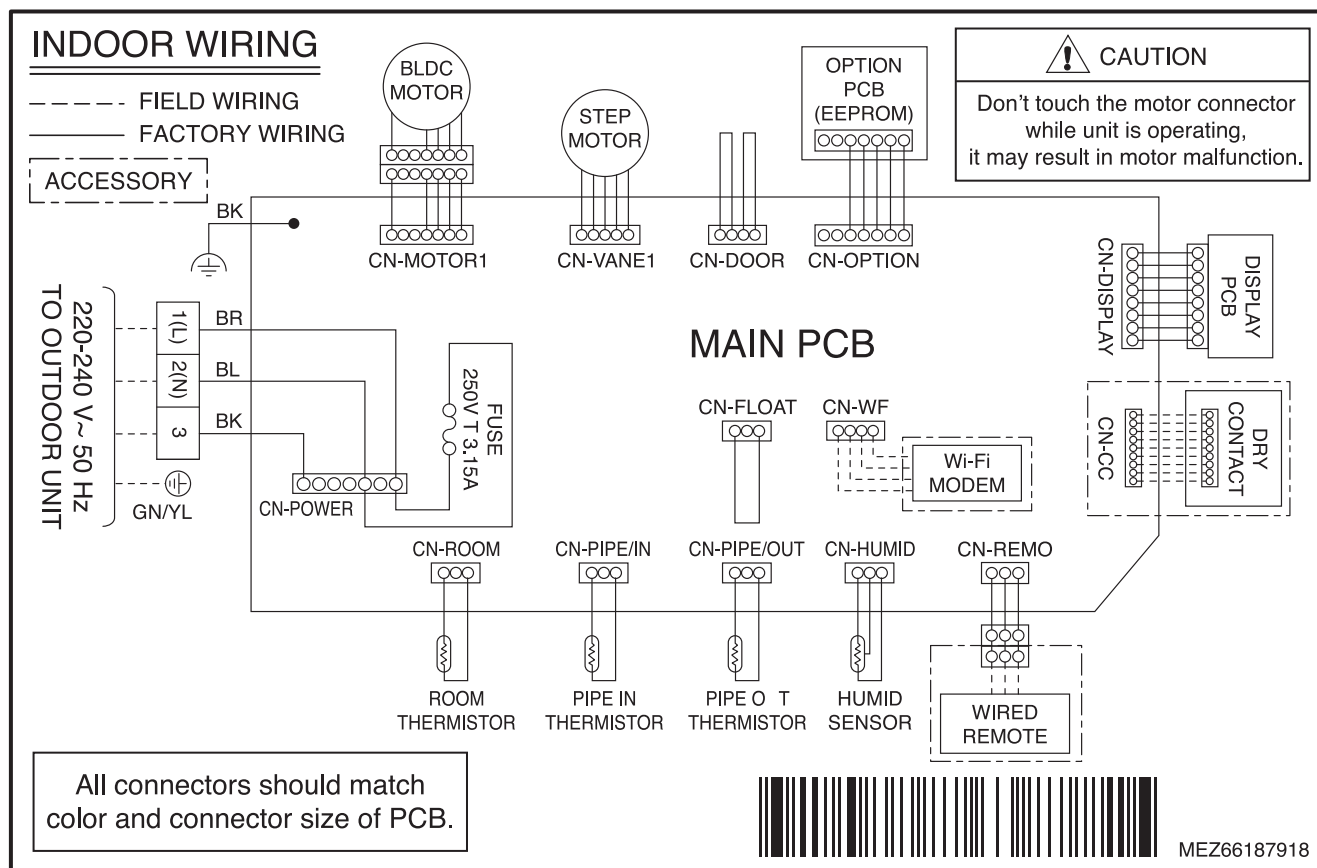 INDOOR WIRING
FIELD WIRING
FACTORY WIRING
ACCESSORY
BLDC
MOTOR
STEP
MOTOR
OPTION
PCB
(EEPROM)
CAUTION
Don't touch the motor connector
while unit is operating,
it may result in motor malfunction.
BK
CN-MOTOR1
CN-VANE1
CN-DOOR
CN-OPTION
CN-DISPLAY
DISPLAY
PCB
220-240 V~ 50 Hz
TO OUTDOOR UNIT
1(L)
2(N)
3
BR
BL
BK
GN/YL
CN-POWER
FUSE
250V T 3.15A
MAIN PCB
CN-FLOAT
CN-WF
Wi-Fi
MODEM
CN-CC
DRY
CONTACT
CN-ROOM
CN-PIPE/IN
CN-PIPE/OUT
CN-HUMID
CN-REMO
ROOM
THERMISTOR
PIPE IN
THERMISTOR
PIPE O T
THERMISTOR
HUMID
SENSOR
WIRED
REMOTE
All connectors should match
color and connector size of PCB.
MEZ66187918